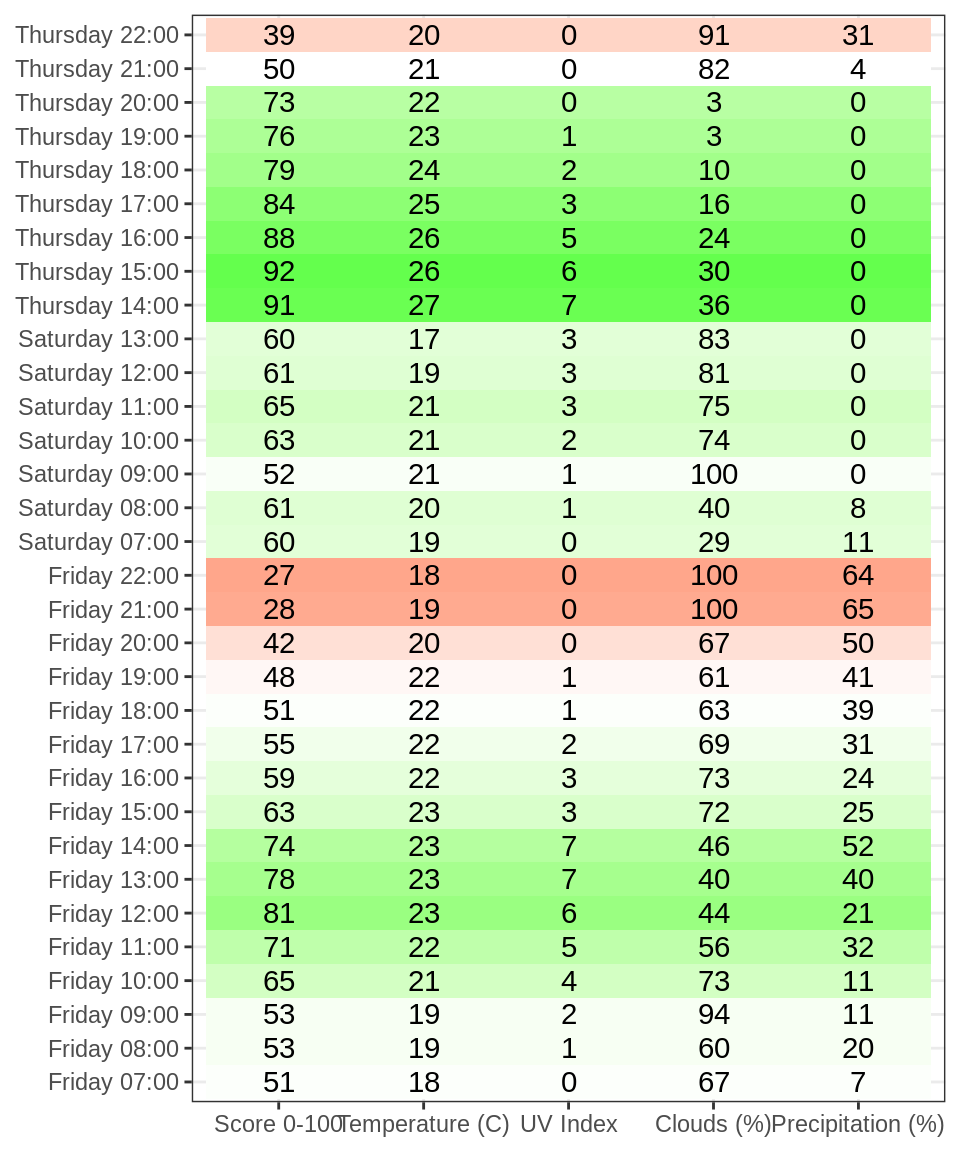 Thursday 22:00 39 20 0 91 31
Thursday 21:00 50 21 0 82 4
Thursday 20:00 73 22 0 3 0
Thursday 19:00 76 23 1 3 0
Thursday 18:00 79 24 2 10 0
Thursday 17:00 84 25 3 16 0
Thursday 16:00 88 26 5 24 0
Thursday 15:00 92 26 6 30 0
Thursday 14:00 91 27 7 36 0
Saturday 13:00 60 17 3 83 0
Saturday 12:00 61 19 3 81 0
Saturday 11:00 65 21 3 75 0
Saturday 10:00 63 21 2 74 0
Saturday 09:00 52 21 1 100 0
Saturday 08:00 61 20 1 40 8
Saturday 07:00 60 19 0 29 11
Friday 22:00 27 18 0 100 64
Friday 21:00 28 19 0 100 65
Friday 20:00 42 20 0 67 50
Friday 19:00 48 22 1 61 41
Friday 18:00 51 22 1 63 39
Friday 17:00 55 22 2 69 31
Friday 16:00 59 22 3 73 24
Friday 15:00 63 23 3 72 25
Friday 14:00 74 23 7 46 52
Friday 13:00 78 23 7 40 40
Friday 12:00 81 23 6 44 21
Friday 11:00 71 22 5 56 32
Friday 10:00 65 21 4 73 11
Friday 09:00 53 19 2 94 11
Friday 08:00 53 19 1 60 20
Friday 07:00 51 18 0 67 7
Score 0-100 Temperature (C) UV Index Clouds (%) Precipitation (%)